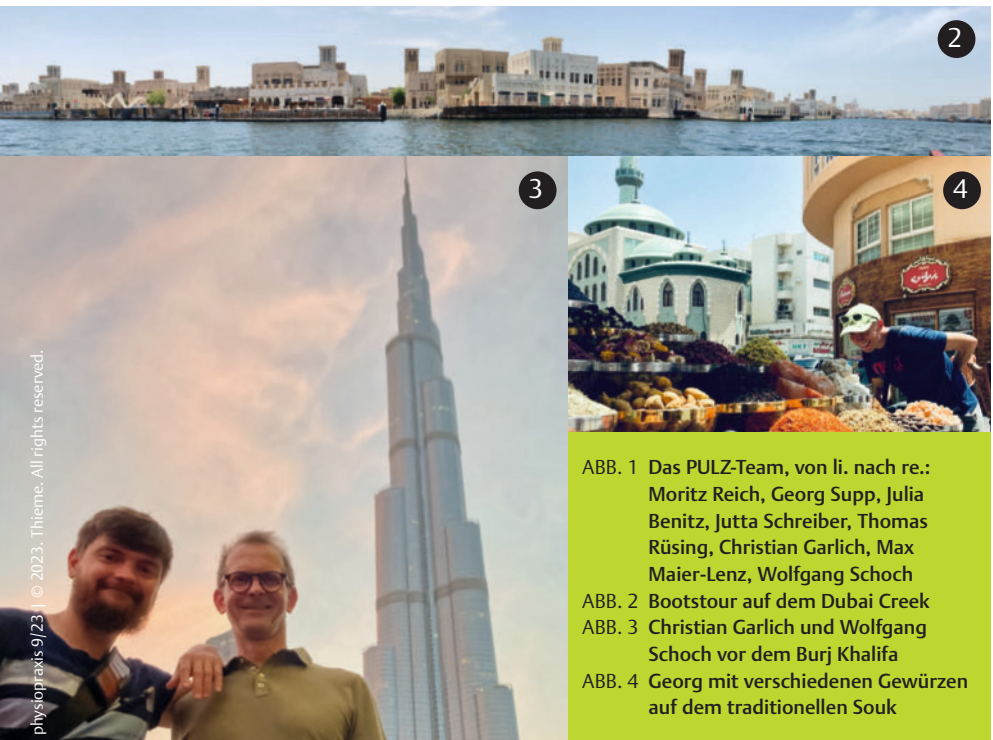 2
3
4
physiopraxis 9/23 | © 2023. Thieme. All rights reserved.
ABB. 1 Das PULZ-Team, von li. nach re.:
Moritz Reich, Georg Supp, Julia
Benitz, Jutta Schreiber, Thomas
Rüsing, Christian Garlich, Max
Maier-Lenz, Wolfgang Schoch
ABB. 2 Bootstour auf dem Dubai Creek
ABB. 3 Christian Garlich und Wolfgang
Schoch vor dem Burj Khalifa
ABB. 4 Georg mit verschiedenen Gewürzen
auf dem traditionellen Souk